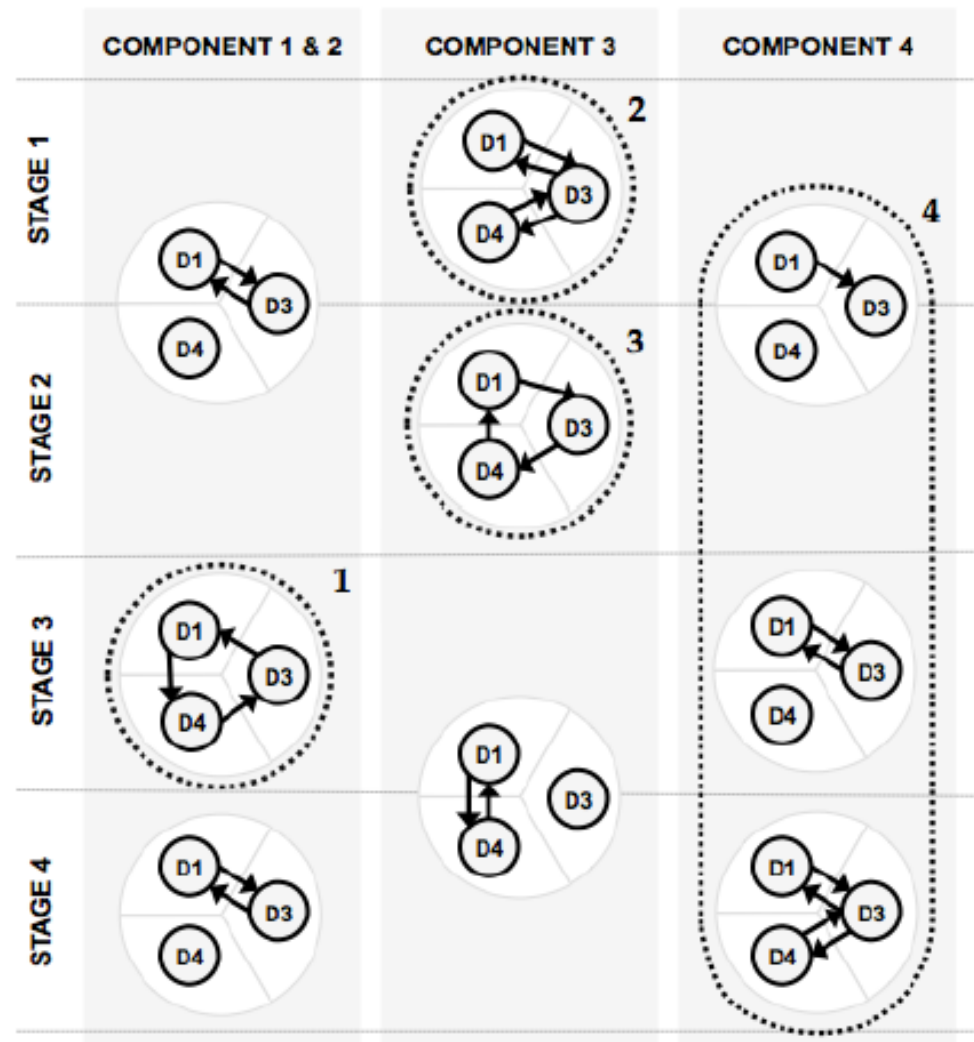 COMPONENT 1 & 2
COMPONENT 3
COMPONENT 4
STAGE 1
D1
D3
D4
D1
D3
D4
2
D1
D3
D4
4
STAGE 2
D1
D3
D4
3
STAGE 3
D1
D3
D4
1
D1
D3
D4
D1
D3
D4
STAGE 4
D1
D3
D4
D1
D3
D4